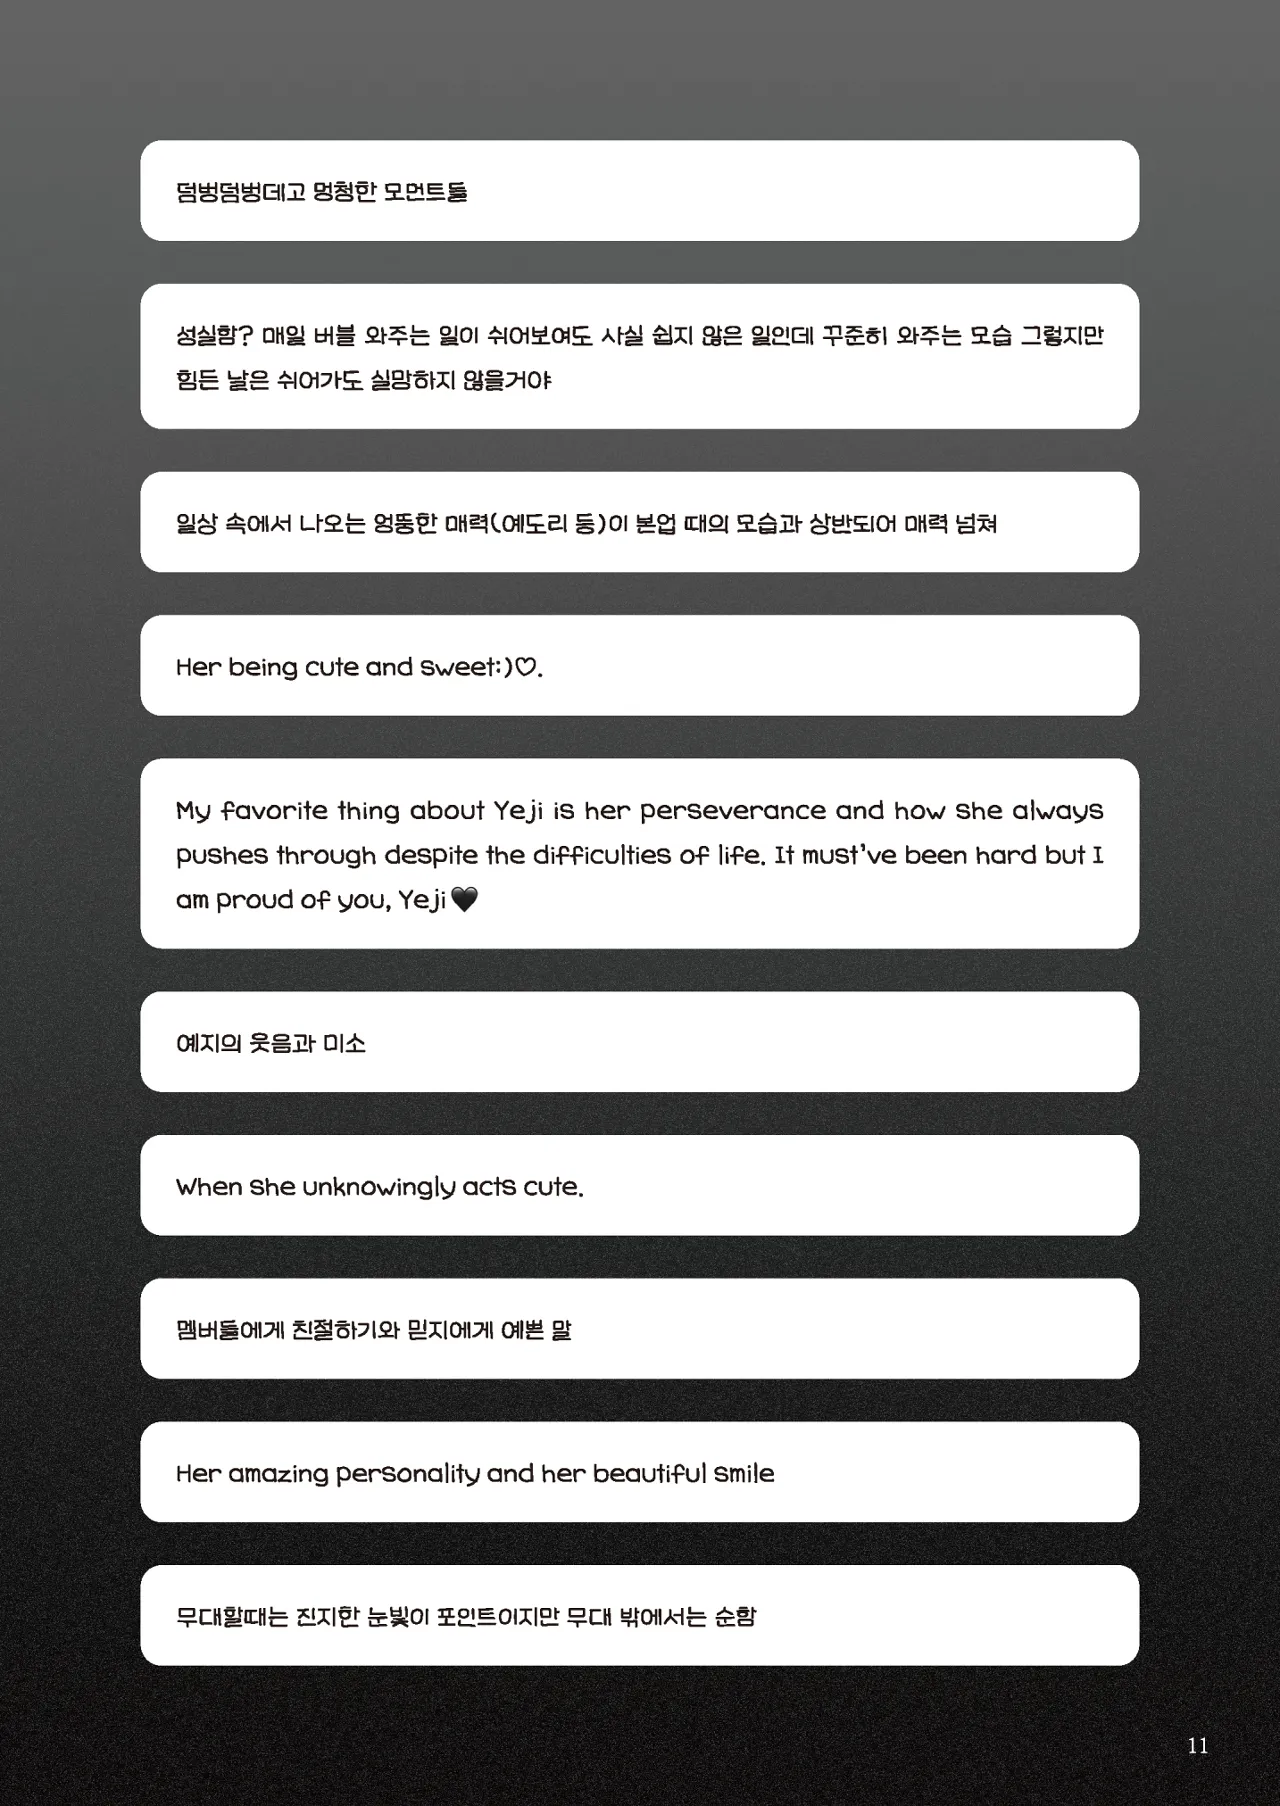 덤벙덤벙데고 멍청한 모먼트들
성실함? 매일 버블 와주는 일이 쉬어보여도 사실 쉽지 않은 일인데 꾸준히 와주는 모습 그렇지만
힘든 날은 쉬어가도 실망하지 않을거야
일상 속에서 나오는 엉뚱한 매력(예도리 등)이 본업 때의 모습과 상반되어 매력 넘쳐
Her being cute and sweet:)♡.
My favorite thing about Yeji is her perseverance and how she always
pushes through despite the difficulties of life. It must've been hard but I
am proud of you, Yeji🖤
예지의 웃음과 미소
When she unknowingly acts cute.
멤버들에게 친절하기와 믿지에게 예쁜 말
Her amazing personality and her beautiful smile
무대할때는 진지한 눈빛이 포인트이지만 무대 밖에서는 순함
11